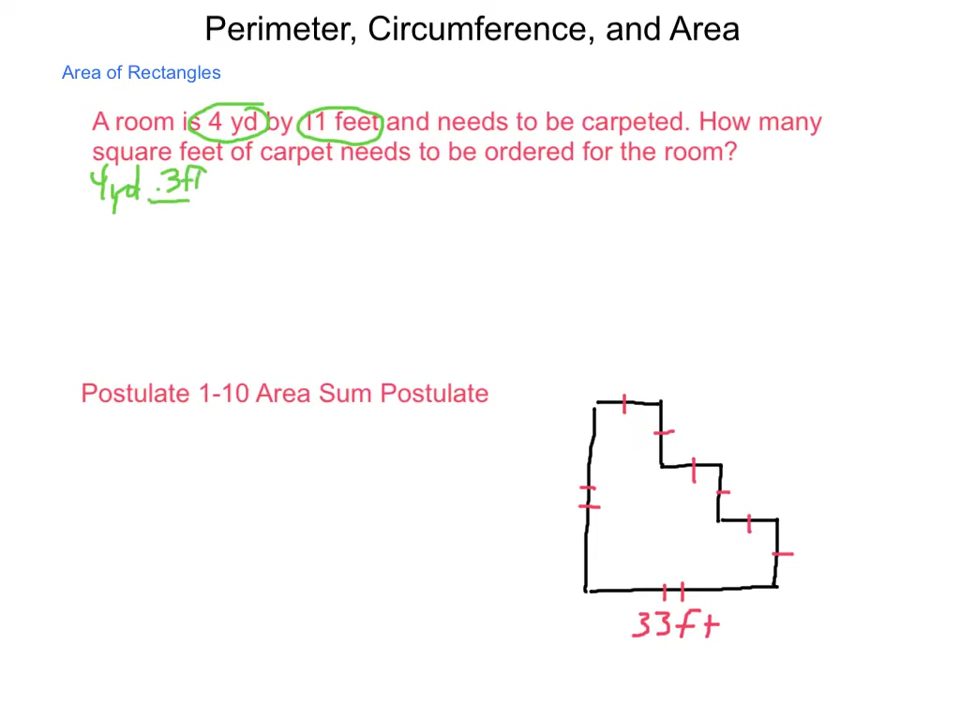 Perimeter, Circumference, and Area
Area of Rectangles
A room is 4 yd by 11 feet and needs to be carpeted. How many
square feet of carpet needs to be ordered for the room?
4yd . 3ft
Postulate 1-10 Area Sum Postulate
33ft